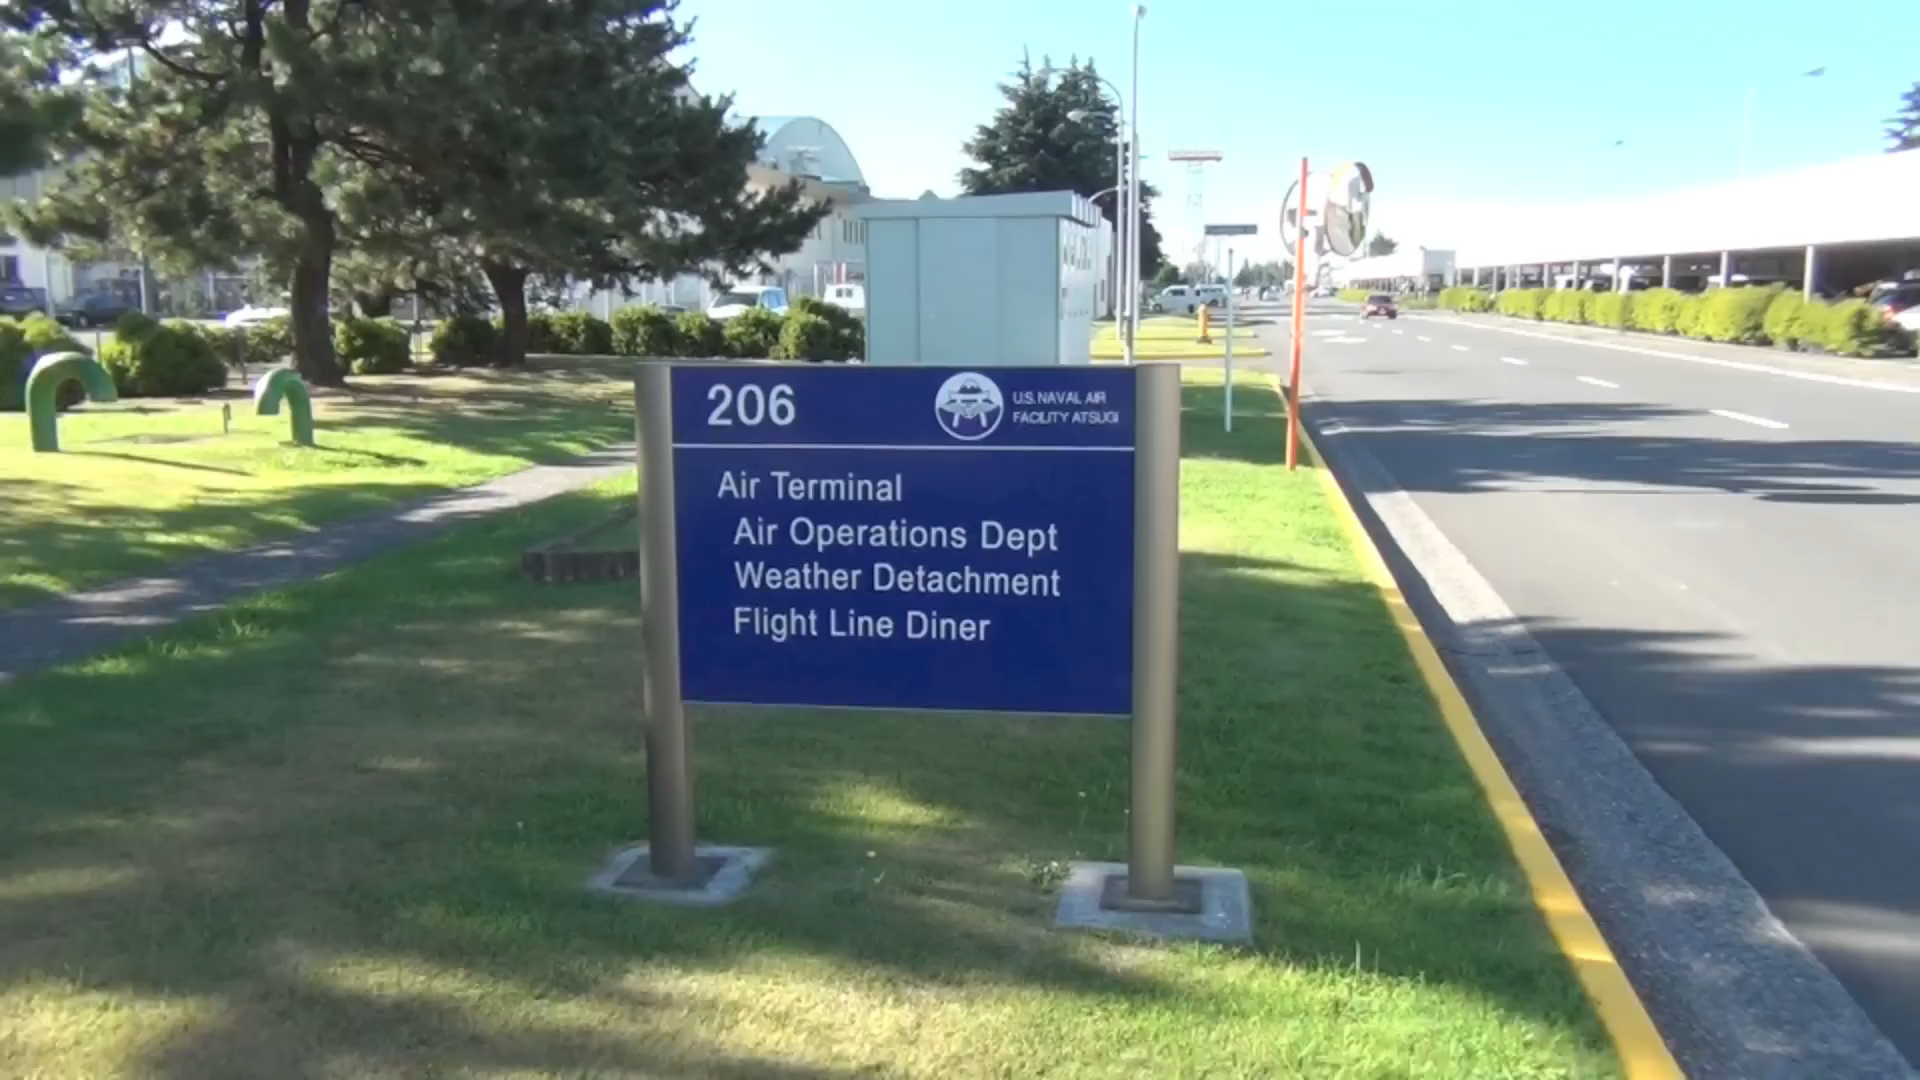 206
U.S. NAVAL AIR
FACILITY ATSUGI
Air Terminal
Air Operations Dept
Weather Detachment
Flight Line Diner